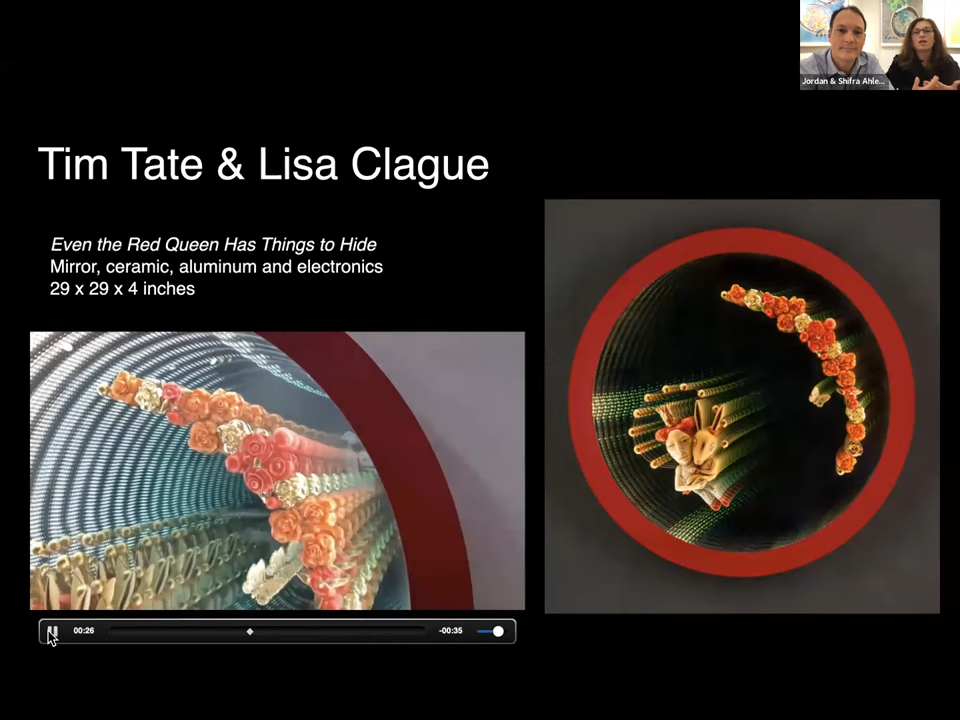 Jordan & Shifra Ahle...
Tim Tate & Lisa Clague
Even the Red Queen Has Things to Hide
Mirror, ceramic, aluminum and electronics
29 x 29 x 4 inches
00:26
-00:35